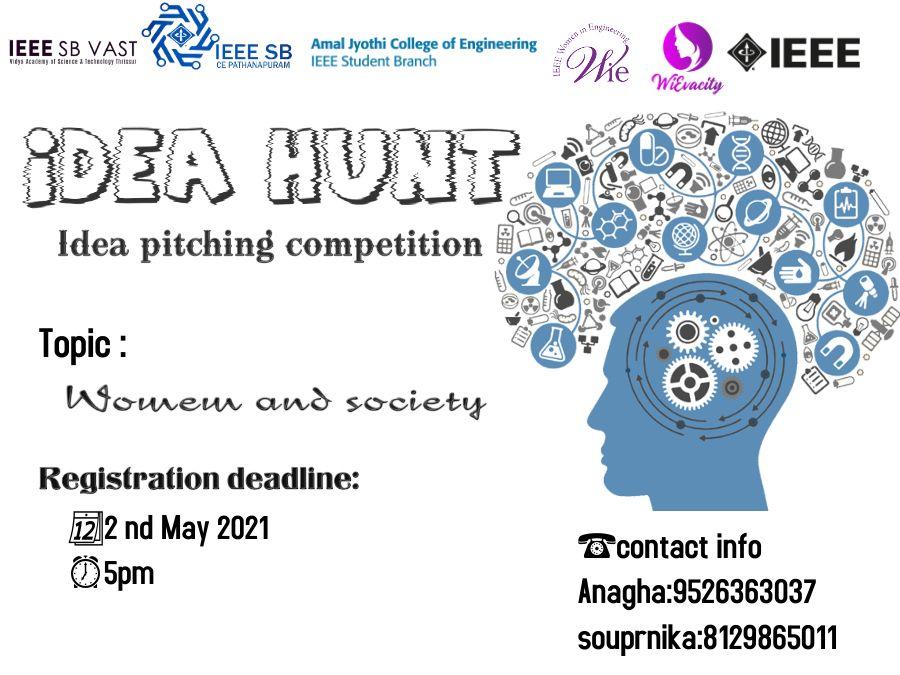 IEEE SB VAST
Vidya Academy of Science & Technology Thrissur
IEEE SB
CE PATHANAPURAM
Amal Jyothi College of Engineering
IEEE Student Branch
IEEE Women in Engineering
Wie
WiEvacity
IEEE
iDEA HUNT
Idea pitching competition
Topic :
Womem and society
Registration deadline:
12 2 nd May 2021
5pm
contact info
Anagha:9526363037
souprnika:8129865011